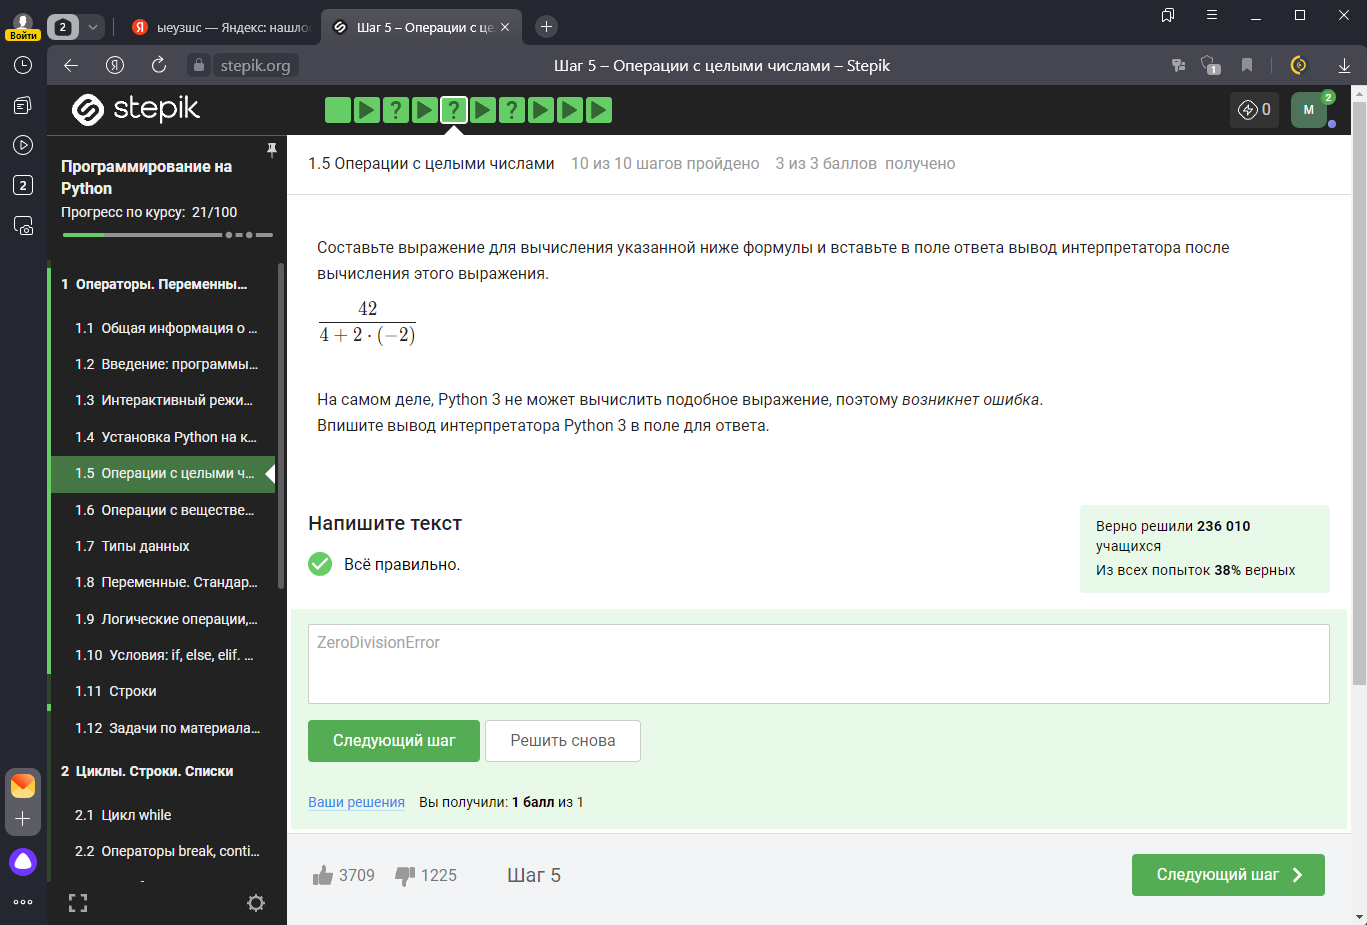 Войти
2
ыеузшс — Яндекс: нашлос
Шаг 5 – Операции с це
stepik.org
Шаг 5 – Операции с целыми числами – Stepik
1
stepik
?
?
?
0
М
2
Программирование на
Python
Прогресс по курсу: 21/100
2
1 Операторы. Переменны...
1.1 Общая информация о ...
1.2 Введение: программы...
1.3 Интерактивный режи...
1.4 Установка Python на к...
1.5 Операции с целыми ч...
1.6 Операции с веществе...
1.7 Типы данных
1.8 Переменные. Стандар...
1.9 Логические операции,...
1.10 Условия: if, else, elif. ...
1.11 Строки
1.12 Задачи по материала...
2 Циклы. Строки. Списки
2.1 Цикл while
2.2 Операторы break, conti...
1.5 Операции с целыми числами 10 из 10 шагов пройдено 3 из 3 баллов получено
Составьте выражение для вычисления указанной ниже формулы и вставьте в поле ответа вывод интерпретатора после
вычисления этого выражения.
42
4 + 2 · (−2)
На самом деле, Python 3 не может вычислить подобное выражение, поэтому возникнет ошибка.
Впишите вывод интерпретатора Python 3 в поле для ответа.
Напишите текст
Всё правильно.
Верно решили 236 010
учащихся
Из всех попыток 38% верных
ZeroDivisionError
Следующий шаг
Решить снова
Ваши решения Вы получили: 1 балл из 1
3709
1225
Шаг 5
Следующий шаг